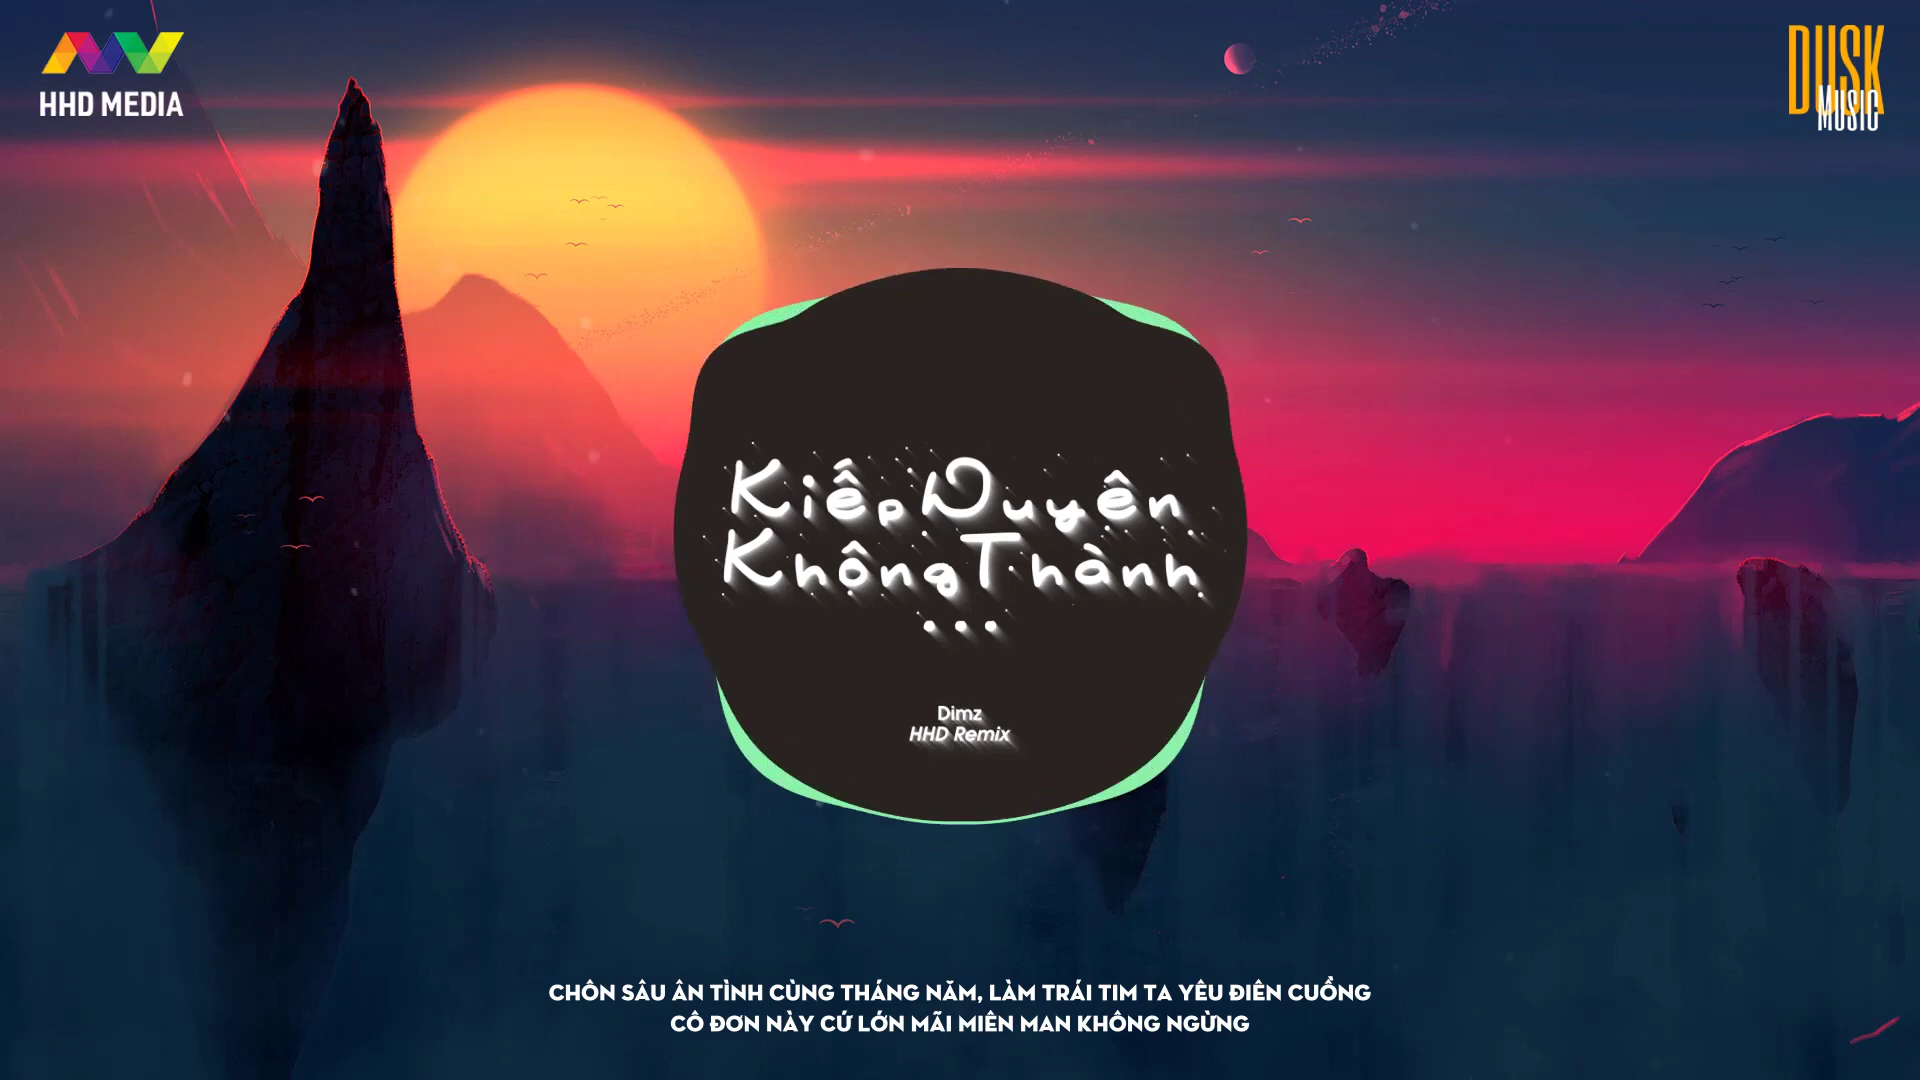 HHD MEDIA
DUSK
MUSIC
Kiếp Duyên
Không Thành
...
Dimz
HHD Remix
CHÔN SÂU ÂN TÌNH CÙNG THÁNG NĂM, LÀM TRÁI TIM TA YÊU ĐIÊN CUỒNG
CÔ ĐƠN NÀY CỨ LỚN MÃI MIÊN MAN KHÔNG NGỪNG